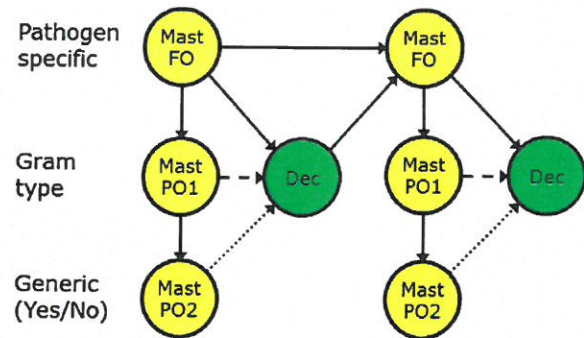 Pathogen
specific
Mast
FO
Mast
FO
Gram
type
Mast
PO1
Dec
Mast
PO1
Dec
Generic
(Yes/No)
Mast
PO2
Mast
PO2